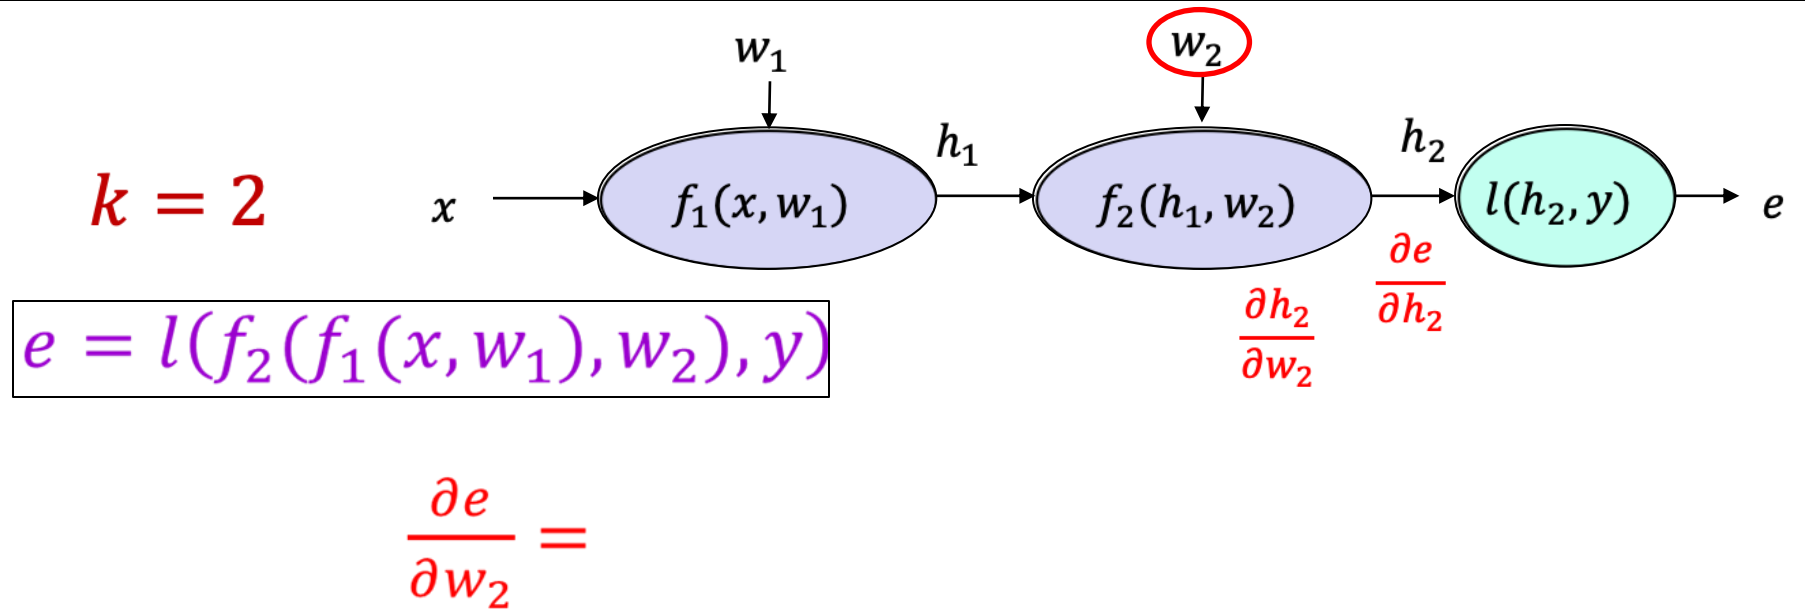 w₁
w₂
k = 2
x
f₁(x, w₁)
h₁
f₂(h₁, w₂)
h₂
l(h₂, y)
e
∂h₂/∂w₂
∂e/∂h₂
e = l(f₂(f₁(x, w₁), w₂), y)
∂e/∂w₂ =